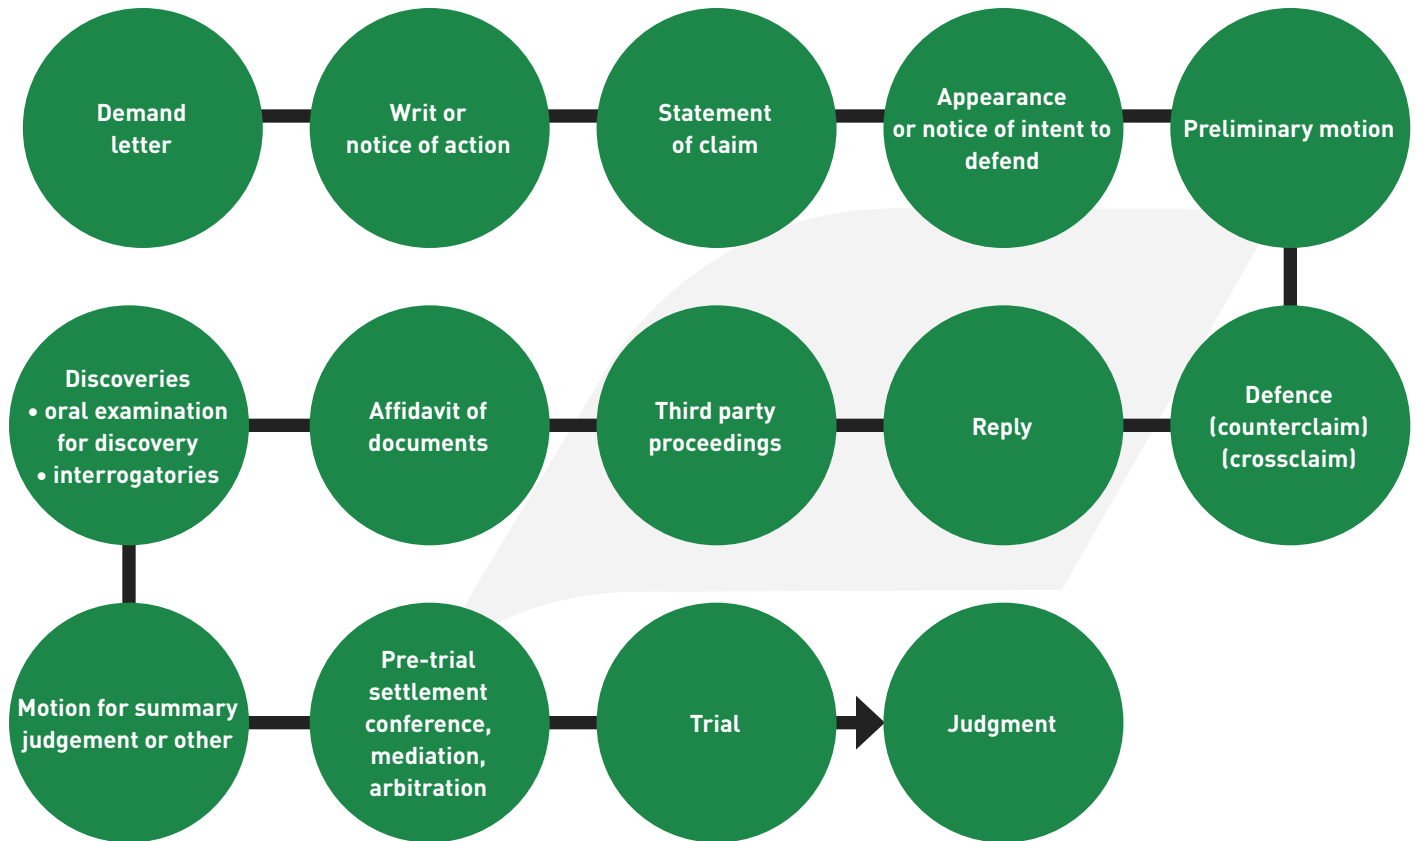 Demand
letter
Writ or
notice of action
Statement
of claim
Appearance
or notice of intent to
defend
Preliminary motion
Defence
(counterclaim)
(crossclaim)
Reply
Third party
proceedings
Affidavit of
documents
Discoveries
• oral examination
for discovery
• interrogatories
Motion for summary
judgement or other
Pre-trial
settlement
conference,
mediation,
arbitration
Trial
Judgment